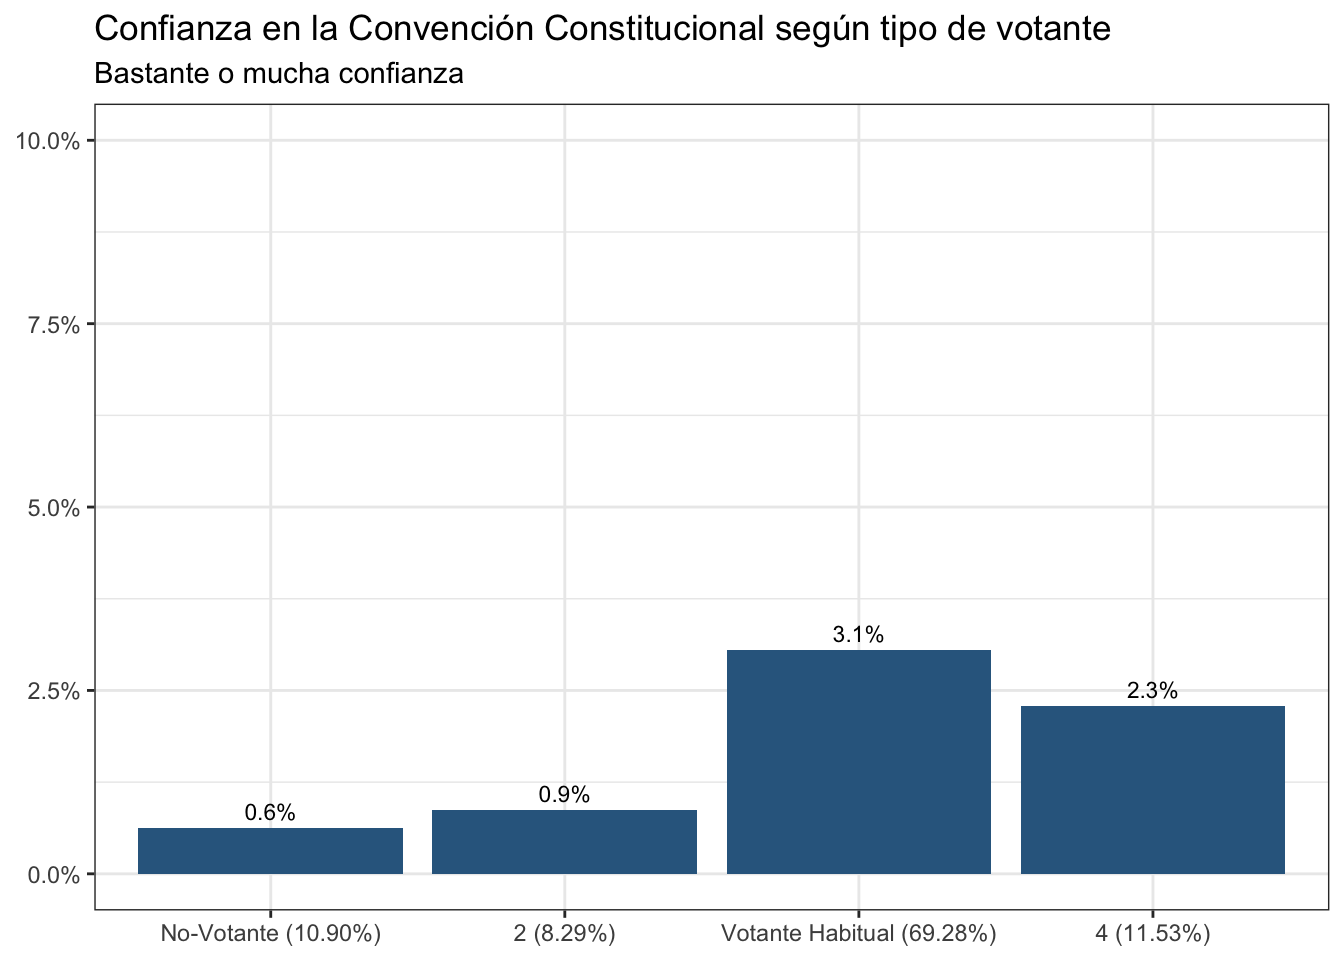 Confianza en la Convención Constitucional según tipo de votante
Bastante o mucha confianza
10.0%
7.5%
5.0%
2.5%
0.0%
0.6%
0.9%
3.1%
2.3%
No-Votante (10.90%)
2 (8.29%)
Votante Habitual (69.28%)
4 (11.53%)